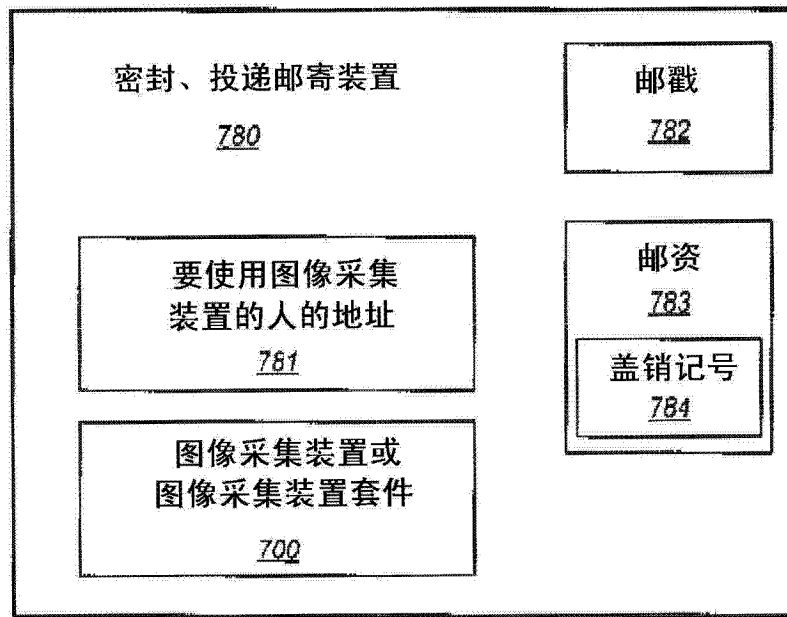 密封、投递邮寄装置
780
邮戳
782
要使用图像采集
装置的人的地址
781
邮资
783
盖销记号
784
图像采集装置或
图像采集装置套件
700